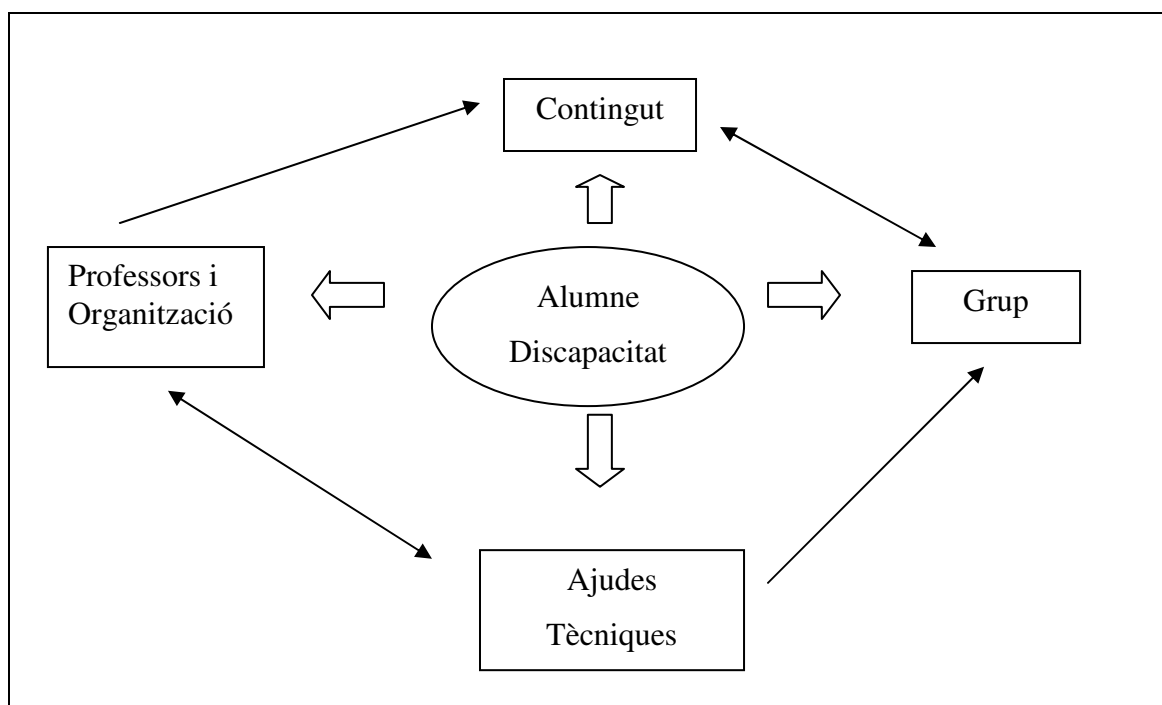 Contingut
Professors i
Organització
Alumne
Discapacitat
Grup
Ajudes
Tècniques